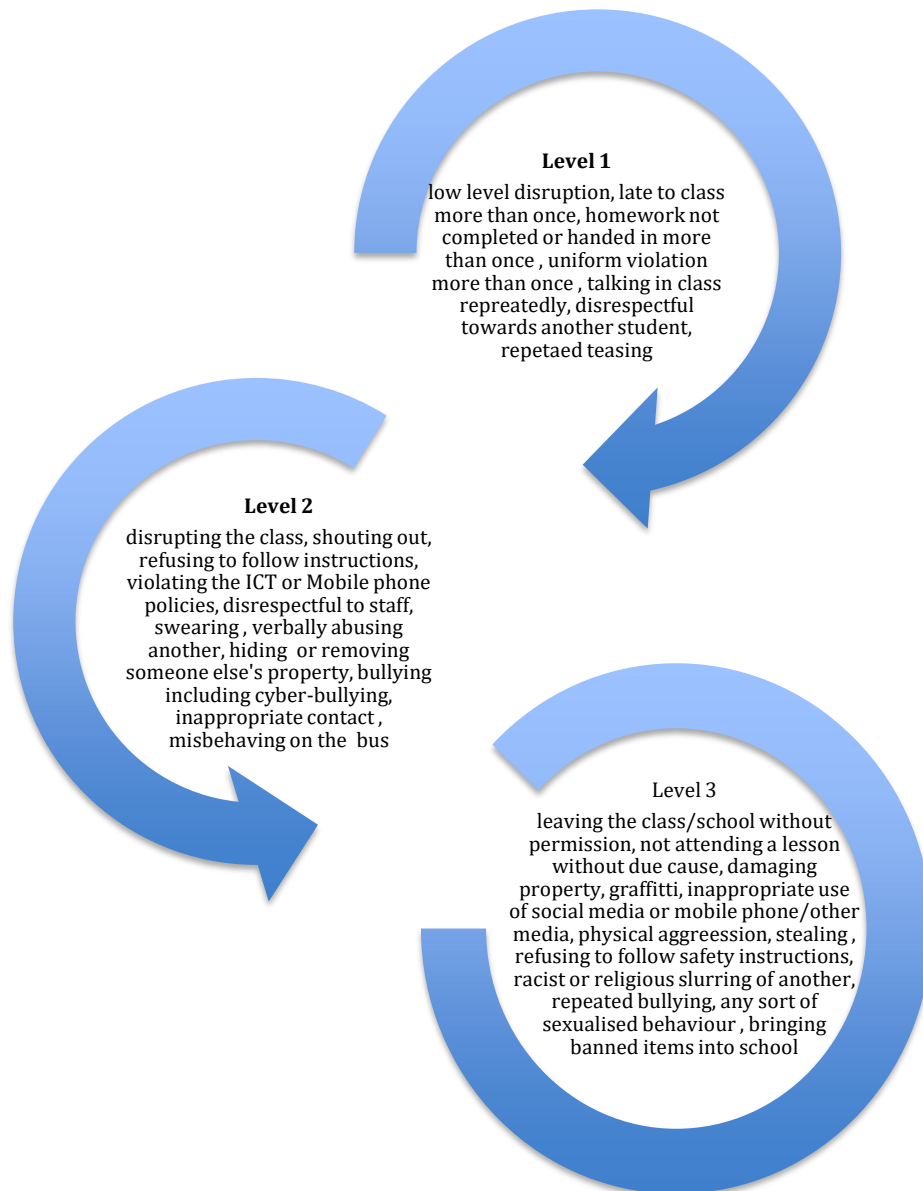 Level 1
low level disruption, late to class
more than once, homework not
completed or handed in more
than once , uniform violation
more than once , talking in class
repreatedly, disrespectful
towards another student,
repetaed teasing
Level 2
disrupting the class, shouting out,
refusing to follow instructions,
violating the ICT or Mobile phone
policies, disrespectful to staff,
swearing , verbally abusing
another, hiding  or removing
someone else's property, bullying
including cyber-bullying,
inappropriate contact ,
misbehaving on the  bus
Level 3
leaving the class/school without
permission, not attending a lesson
without due cause, damaging
property, graffitti, inappropriate use
of social media or mobile phone/other
media, physical aggreession, stealing ,
refusing to follow safety instructions,
racist or religious slurring of another,
repeated bullying, any sort of
sexualised behaviour , bringing
banned items into school